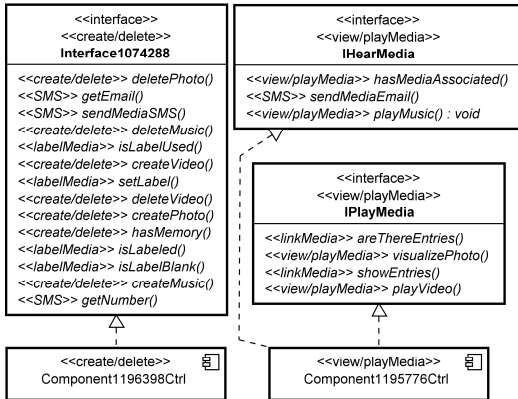 <<interface>>
<<create/delete>>
Interface1074288
<<create/delete>> deletePhoto()
<<SMS>> getEmail()
<<SMS>> sendMediaSMS()
<<create/delete>> deleteMusic()
<<labelMedia>> isLabelUsed()
<<create/delete>> createVideo()
<<labelMedia>> setLabel()
<<create/delete>> deleteVideo()
<<create/delete>> createPhoto()
<<create/delete>> hasMemory()
<<labelMedia>> isLabeled()
<<labelMedia>> isLabelBlank()
<<create/delete>> createMusic()
<<SMS>> getNumber()
<<create/delete>>
Component1196398Ctrl
<<interface>>
<<view/playMedia>>
IHearMedia
<<view/playMedia>> hasMediaAssociated()
<<SMS>> sendMediaEmail()
<<view/playMedia>> playMusic() : void
<<interface>>
<<view/playMedia>>
IPlayMedia
<<linkMedia>> areThereEntries()
<<view/playMedia>> visualizePhoto()
<<linkMedia>> showEntries()
<<view/playMedia>> playVideo()
<<view/playMedia>>
Component1195776Ctrl